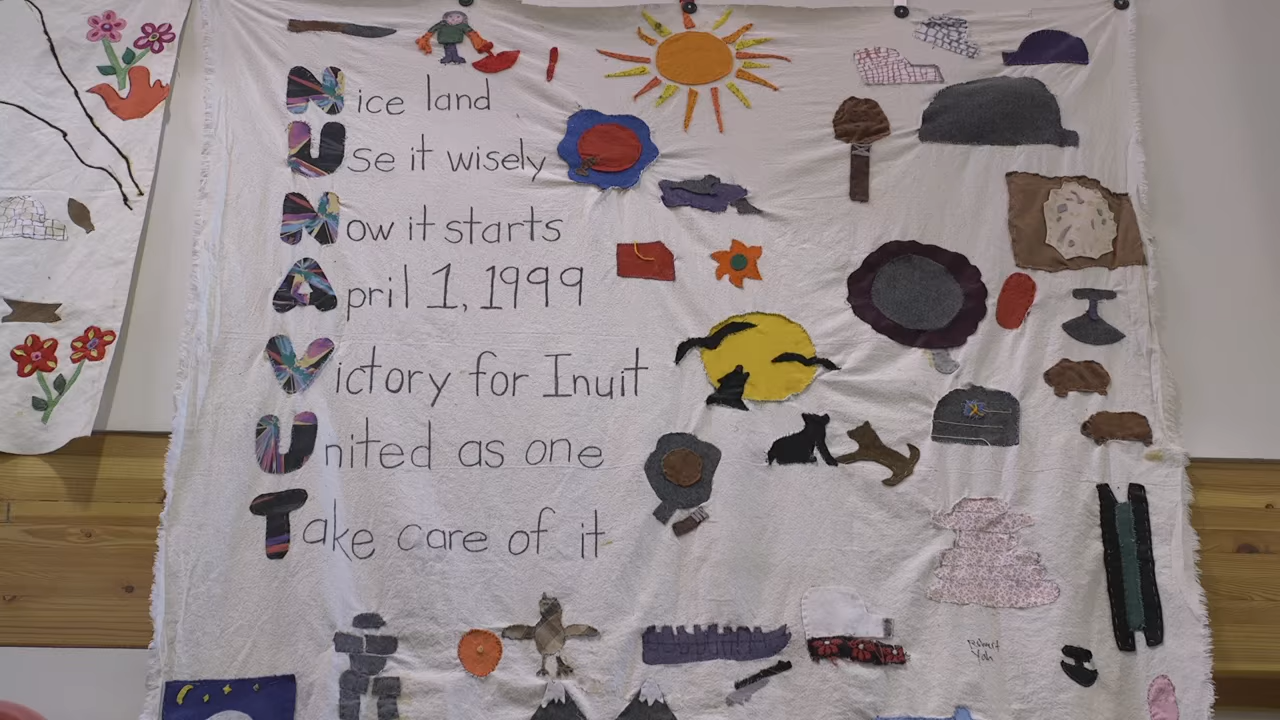 Nice land
Use it wisely
Now it starts
April 1, 1999
Victory for Inuit
United as one
Take care of it